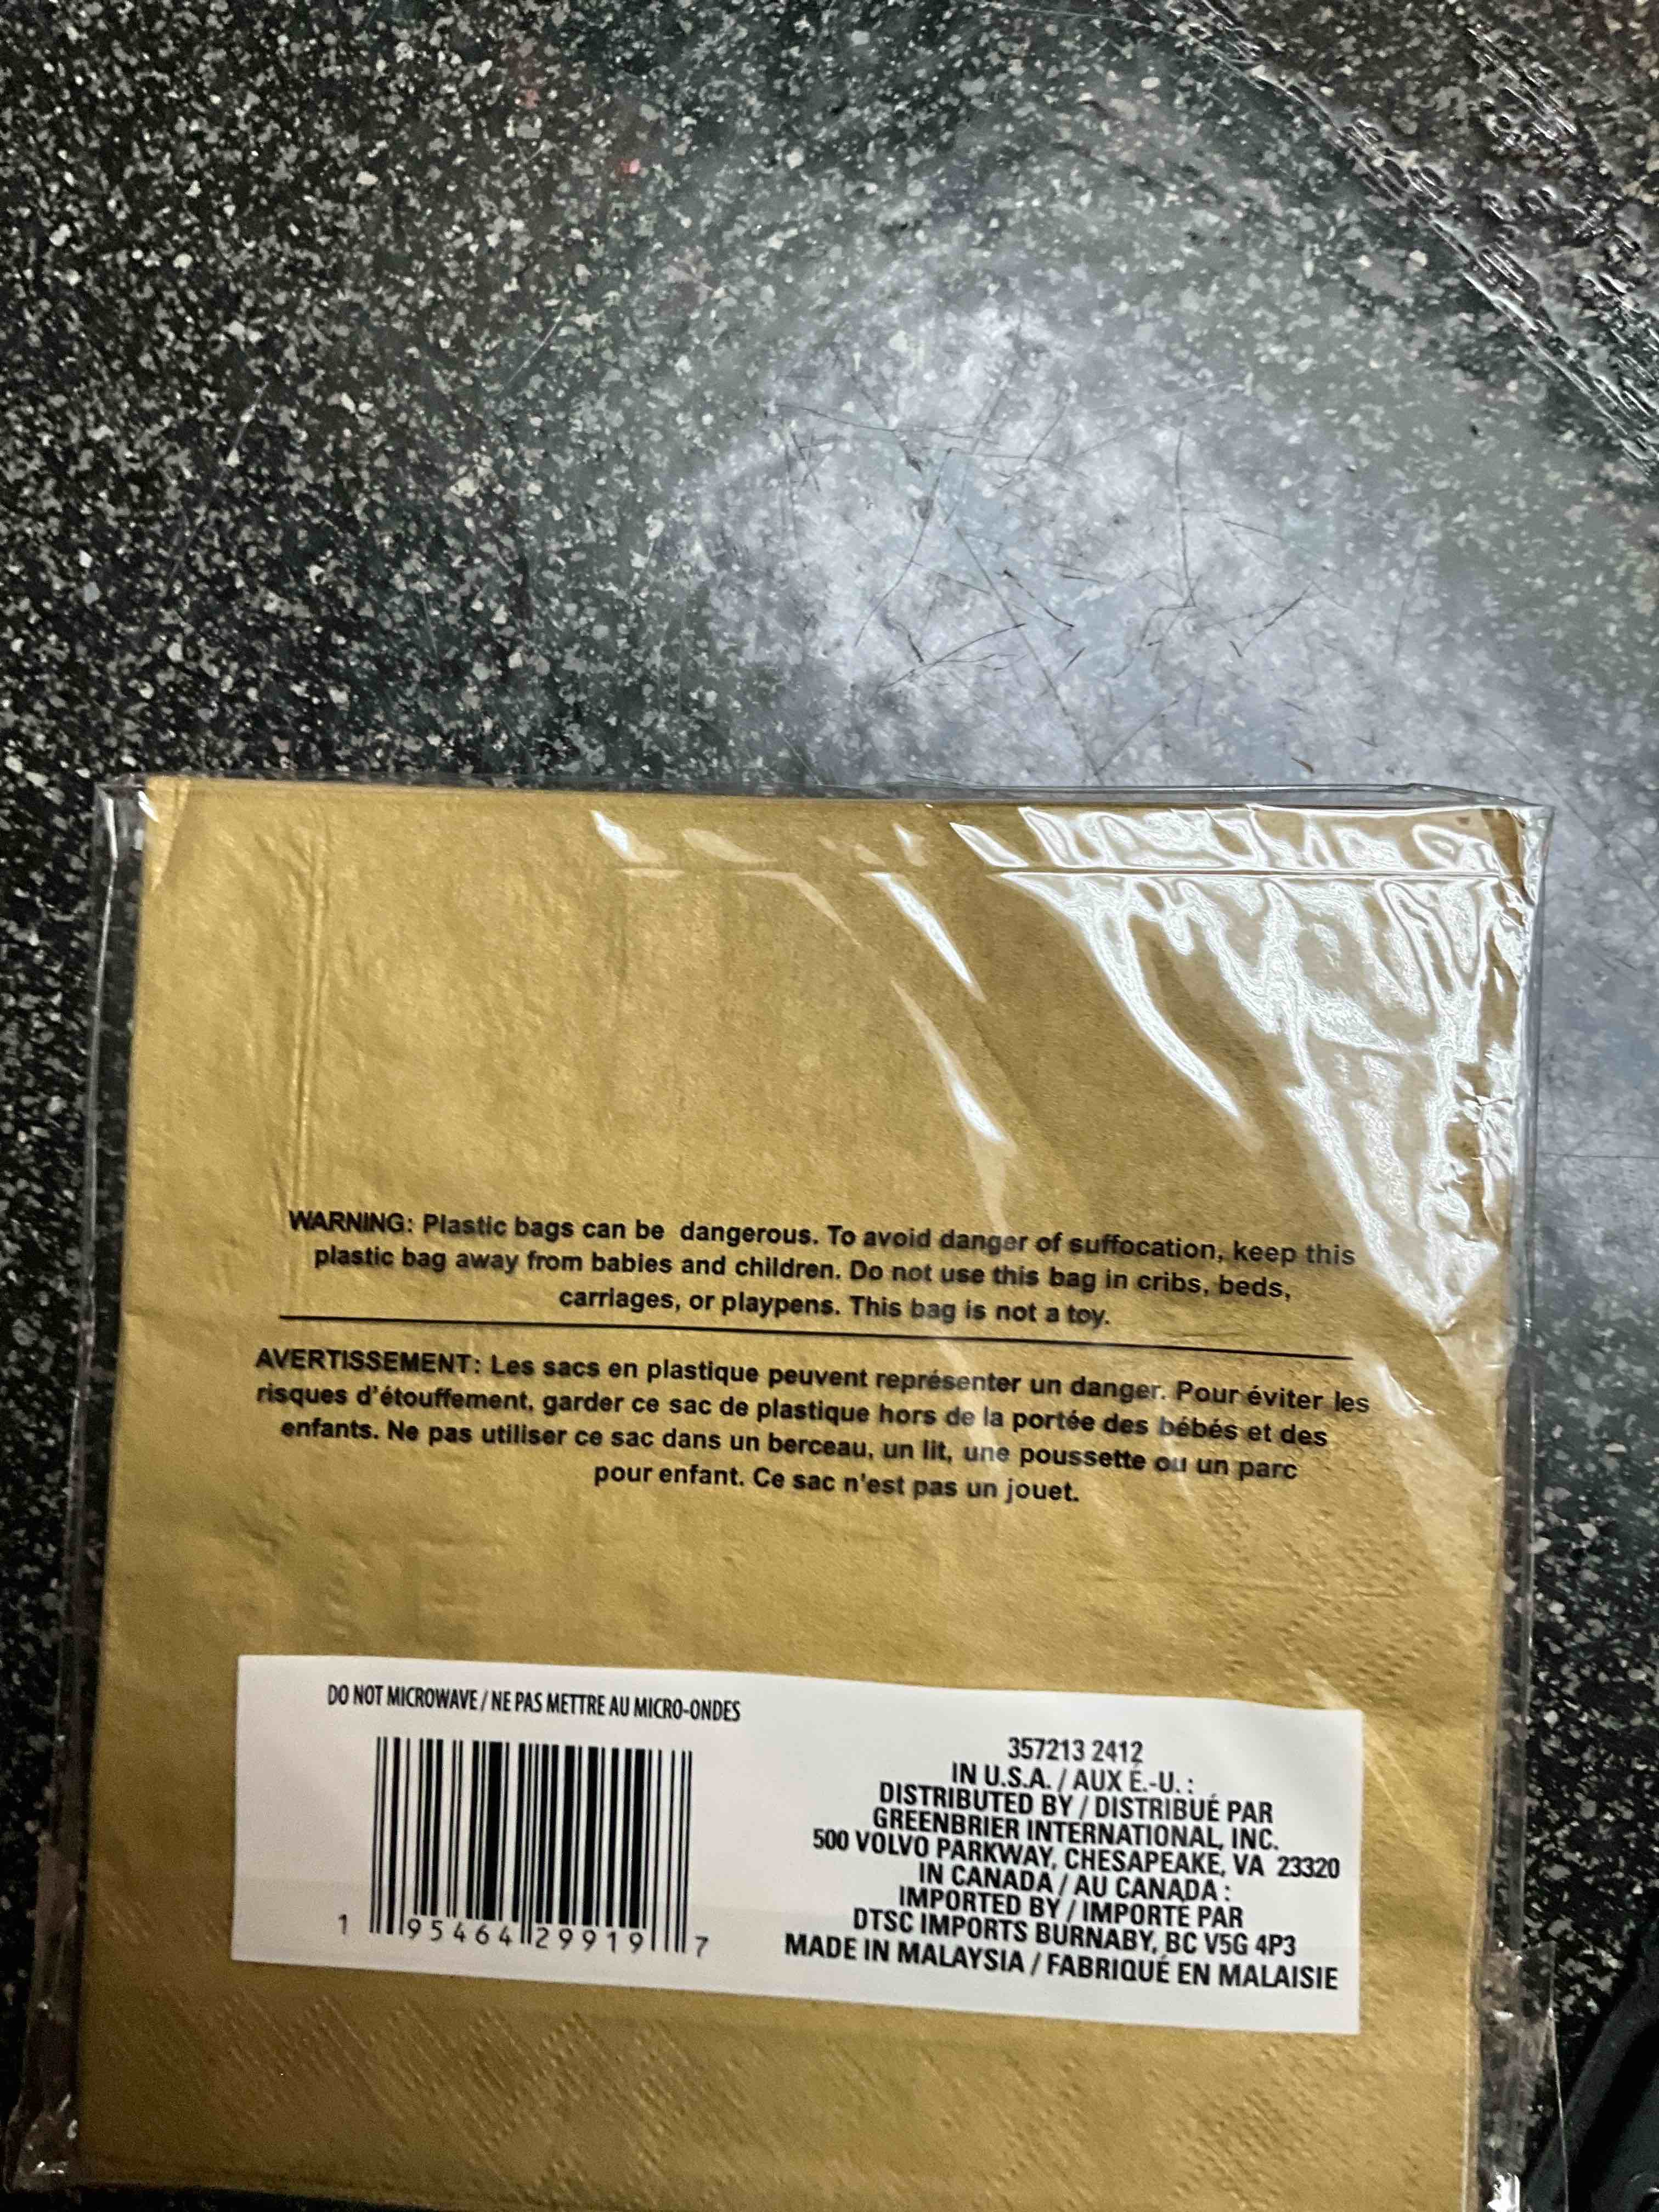 WARNING: Plastic bags can be dangerous. To avoid danger of suffocation, keep this
plastic bag away from babies and children. Do not use this bag in cribs, beds,
carriages, or playpens. This bag is not a toy.
AVERTISSEMENT: Les sacs en plastique peuvent représenter un danger. Pour éviter les
risques d'étouffement, garder ce sac de plastique hors de la portée des bébés et des
enfants. Ne pas utiliser ce sac dans un berceau, un lit, une poussette ou un parc
pour enfant. Ce sac n'est pas un jouet.
DO NOT MICROWAVE / NE PAS METTRE AU MICRO-ONDES
1 95464 29919 7
357213 2412
IN U.S.A. / AUX É.-U. :
DISTRIBUTED BY / DISTRIBUÉ PAR
GREENBRIER INTERNATIONAL, INC.
500 VOLVO PARKWAY, CHESAPEAKE, VA 23320
IN CANADA / AU CANADA :
IMPORTED BY / IMPORTÉ PAR
DTSC IMPORTS BURNABY, BC V5G 4P3
MADE IN MALAYSIA / FABRIQUÉ EN MALAISIE